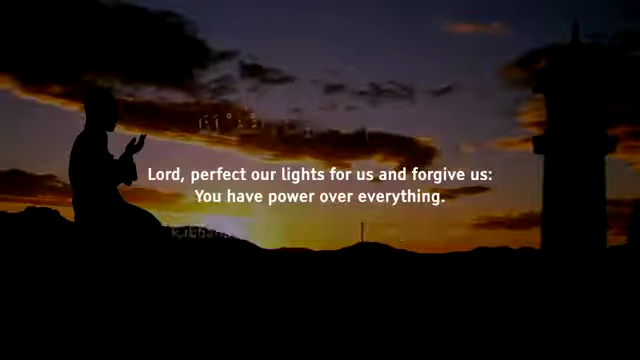 Lord, perfect our lights for us and forgive us:
You have power over everything.